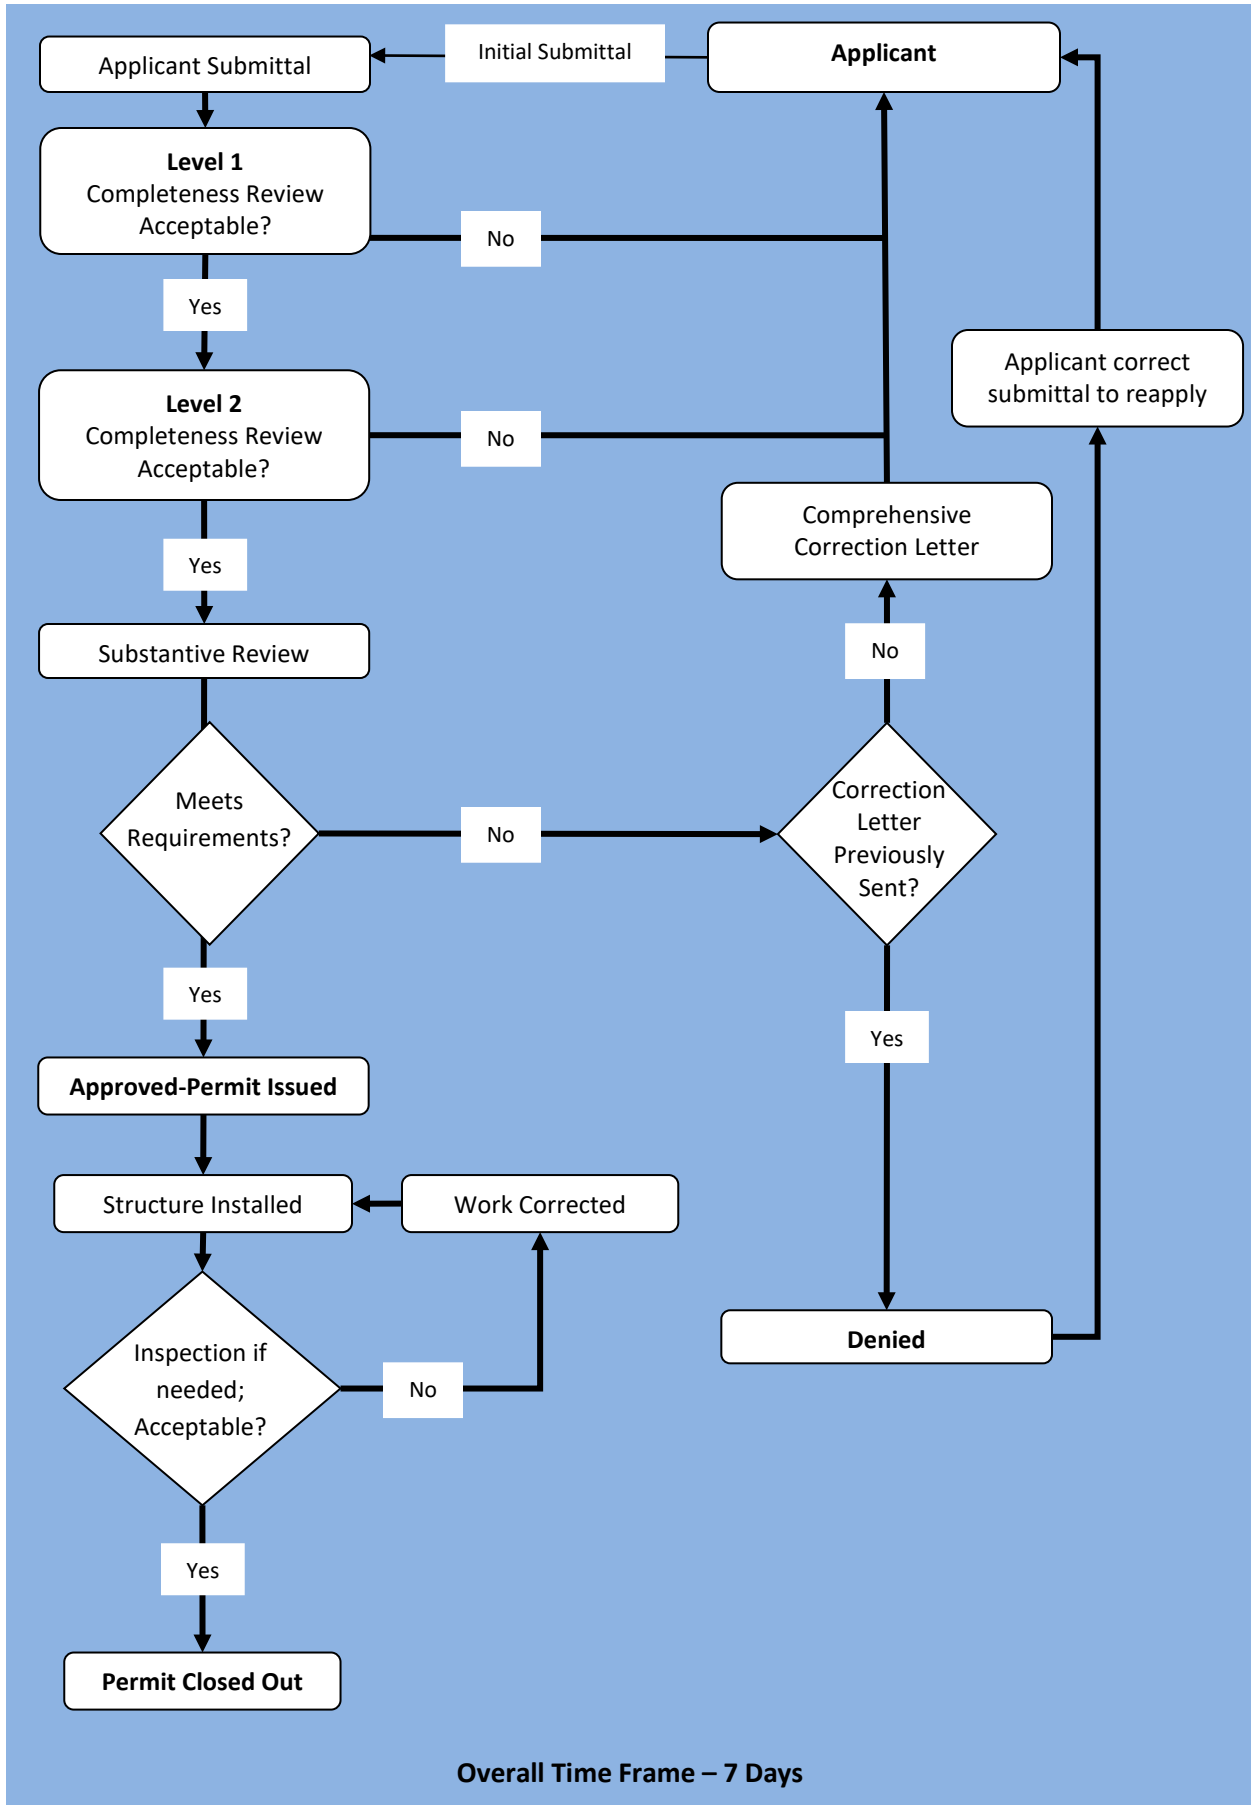 Applicant Submittal
Initial Submittal
Applicant
Level 1
Completeness Review
Acceptable?
No
Yes
Level 2
Completeness Review
Acceptable?
No
Applicant correct
submittal to reapply
Yes
Comprehensive
Correction Letter
Substantive Review
No
Meets
Requirements?
No
Correction
Letter
Previously
Sent?
Yes
Yes
Approved-Permit Issued
Structure Installed
Work Corrected
Inspection if
needed;
Acceptable?
No
Denied
Yes
Permit Closed Out
Overall Time Frame – 7 Days